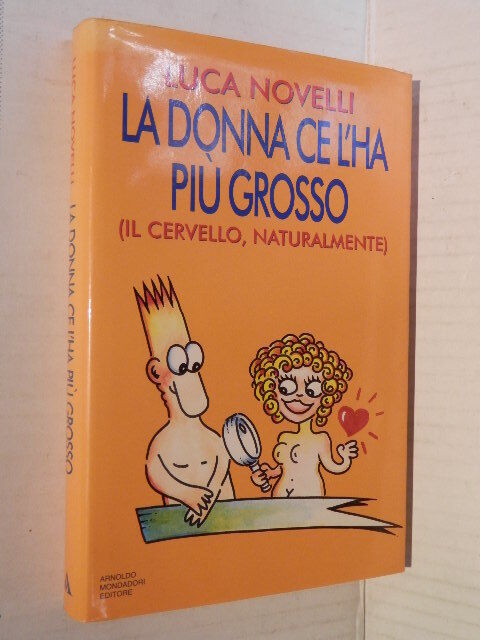 LUCA NOVELLI
LA DONNA CE L'HA
PIÙ GROSSO
(IL CERVELLO, NATURALMENTE)
ARNOLDO
MONDADORI
EDITORE
LUCA NOVELLI LA DONNA CE L'HA PIÙ GROSSO